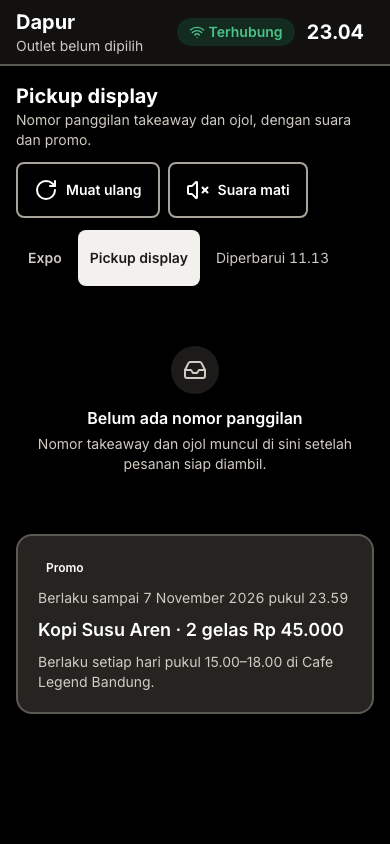 Dapur
Outlet belum dipilih
Terhubung
23.04
Pickup display
Nomor panggilan takeaway dan ojol, dengan suara
dan promo.
Muat ulang
Suara mati
Expo
Pickup display
Diperbarui 11.13
Belum ada nomor panggilan
Nomor takeaway dan ojol muncul di sini setelah
pesanan siap diambil.
Promo
Berlaku sampai 7 November 2026 pukul 23.59
Kopi Susu Aren · 2 gelas Rp 45.000
Berlaku setiap hari pukul 15.00–18.00 di Cafe
Legend Bandung.